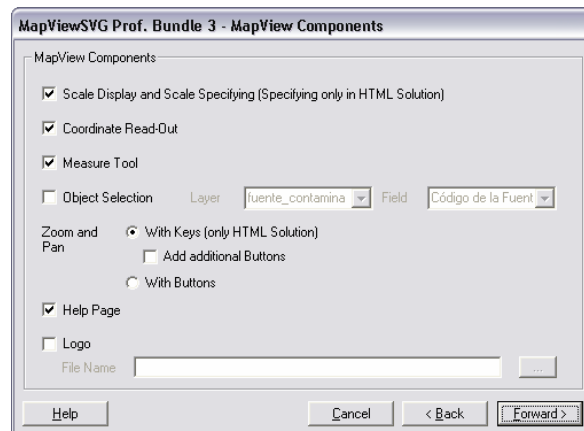 MapViewSVG Prof. Bundle 3 - MapView Components
MapView Components
Scale Display and Scale Specifying (Specifying only in HTML Solution)
Coordinate Read-Out
Measure Tool
Object Selection Layer fuente_contamina Field Código de la Fuent
Zoom and Pan
With Keys (only HTML Solution)
Add additional Buttons
With Buttons
Help Page
Logo
File Name ...
Help Cancel < Back Forward >